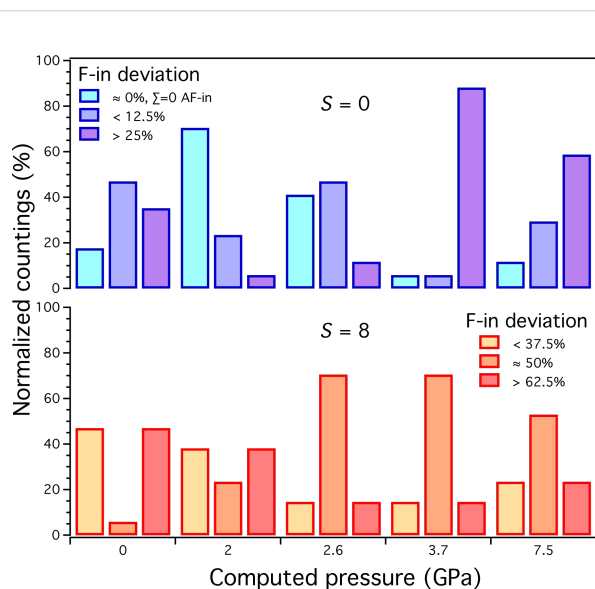 100
F-in deviation
≈ 0%, ∑=0 AF-in
S = 0
80
< 12.5%
> 25%
60
40
20
0
Normalized countings (%)
100
F-in deviation
S = 8
< 37.5%
80
≈ 50%
> 62.5%
60
40
20
0
0 2 2.6 3.7 7.5
Computed pressure (GPa)